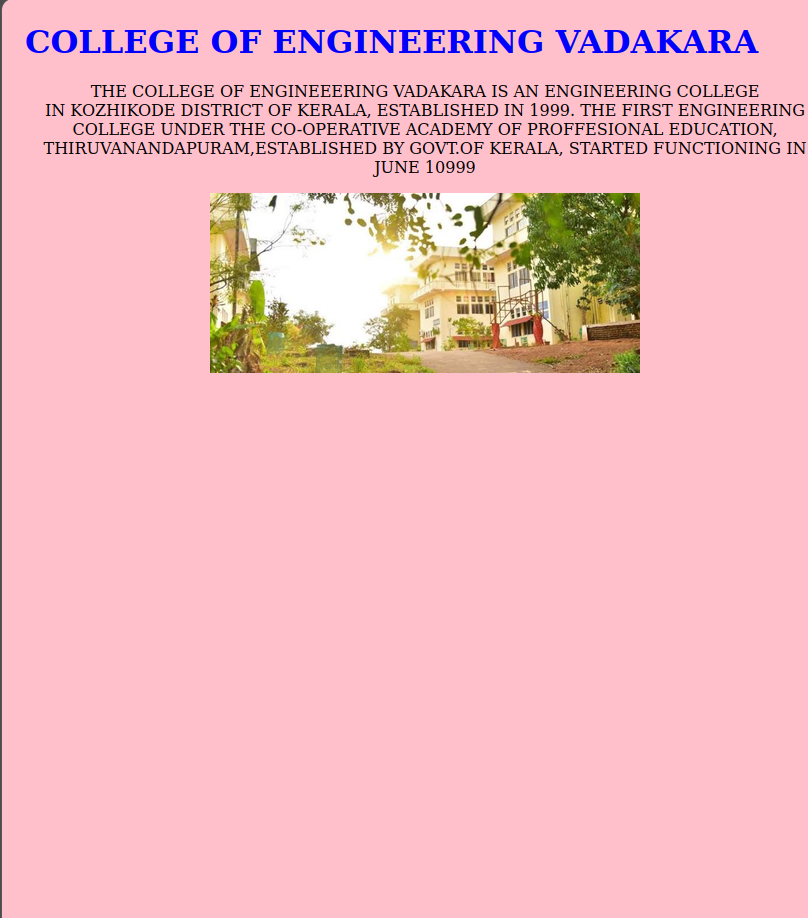 COLLEGE OF ENGINEERING VADAKARA
THE COLLEGE OF ENGINEEERING VADAKARA IS AN ENGINEERING COLLEGE
IN KOZHIKODE DISTRICT OF KERALA, ESTABLISHED IN 1999. THE FIRST ENGINEERING
COLLEGE UNDER THE CO-OPERATIVE ACADEMY OF PROFFESIONAL EDUCATION,
THIRUVANANDAPURAM,ESTABLISHED BY GOVT.OF KERALA, STARTED FUNCTIONING IN
JUNE 10999